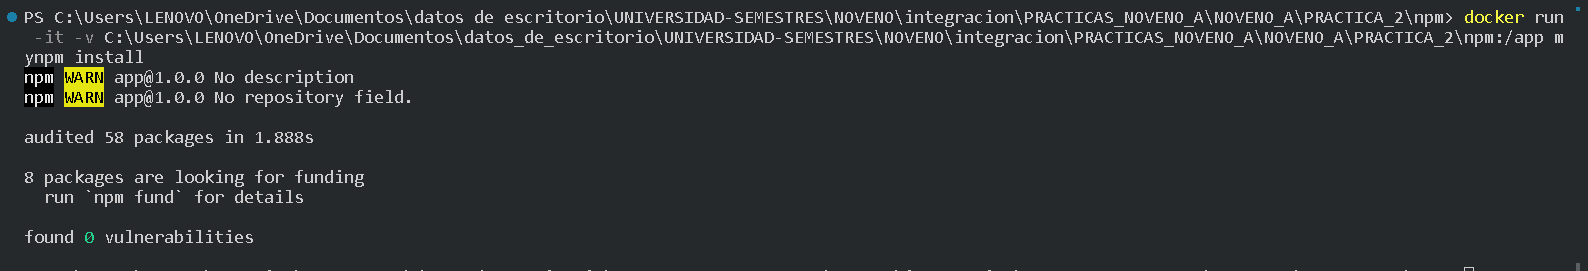 PS C:\Users\LENOVO\OneDrive\Documentos\datos de escritorio\UNIVERSIDAD-SEMESTRES\NOVENO\integracion\PRACTICAS_NOVENO_A\NOVENO_A\PRACTICA_2\npm> docker run
-it -v C:\Users\LENOVO\OneDrive\Documentos\datos_de_escritorio\UNIVERSIDAD-SEMESTRES\NOVENO\integracion\PRACTICAS_NOVENO_A\NOVENO_A\PRACTICA_2\npm:/app m
ynpm install
npm WARN app@1.0.0 No description
npm WARN app@1.0.0 No repository field.
audited 58 packages in 1.888s
8 packages are looking for funding
run `npm fund` for details
found 0 vulnerabilities